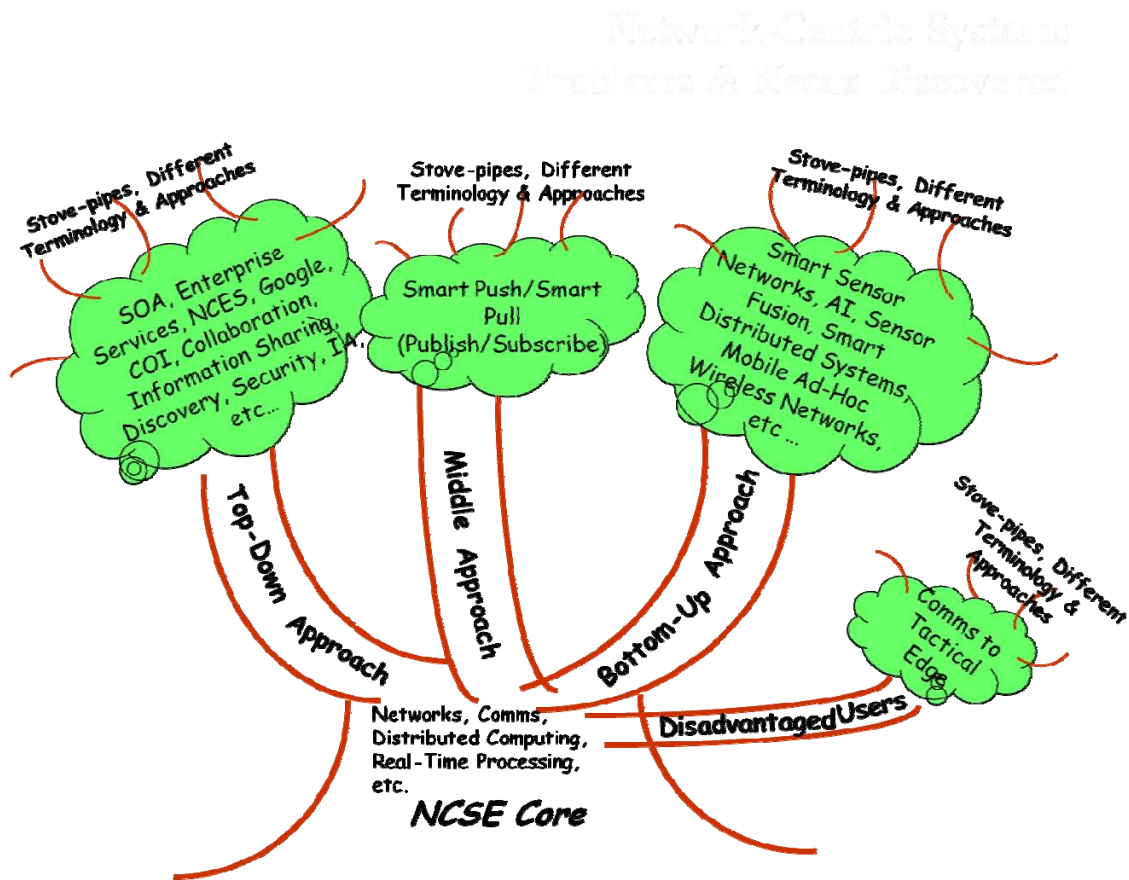 Network-Centric Systems
Problems & Needs Discovered
Stove-pipes, Different
Terminology & Approaches
SOA, Enterprise
Services, NCES, Google,
COI, Collaboration,
Information Sharing,
Discovery, Security, IA,
etc...
Top-Down Approach
Stove-pipes, Different
Terminology & Approaches
Smart Push/Smart
Pull
(Publish/Subscribe)
Middle Approach
Stove-pipes, Different
Terminology & Approaches
Smart Sensor
Networks, AI, Sensor
Fusion, Smart
Distributed Systems,
Mobile Ad-Hoc
Wireless Networks,
etc...
Bottom-Up Approach
Stove-pipes, Different
Terminology &
Approaches
Comms to
Tactical
Edge
Disadvantaged Users
Networks, Comms,
Distributed Computing,
Real-Time Processing,
etc.
NCSE Core